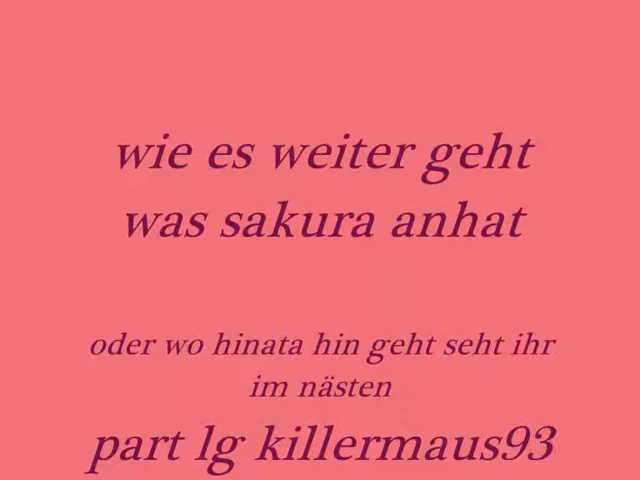 wie es weiter geht
was sakura anhat
oder wo hinata hin geht seht ihr
im nästen
part lg killermaus93